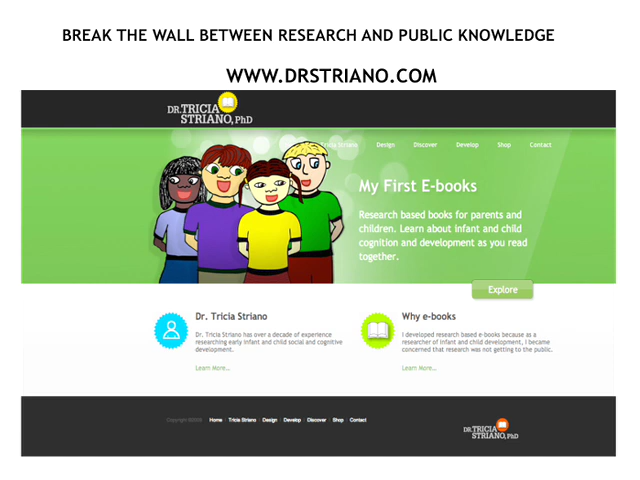 BREAK THE WALL BETWEEN RESEARCH AND PUBLIC KNOWLEDGE
WWW.DRSTRIANO.COM
DR. TRICIA
STRIANO, PhD
Tricia Striano Design Discover Develop Shop Contact
My First E-books
Research based books for parents and
children. Learn about infant and child
cognition and development as you read
together.
Explore
Dr. Tricia Striano
Dr. Tricia Striano has over a decade of experience
researching early infant and child social and cognitive
development.
Learn More...
Why e-books
I developed research based e-books because as a
researcher of infant and child development, I became
concerned that research was not getting to the public.
Learn More...
Home Tricia Striano Design Develop Discover Shop Contact
DR. TRICIA
STRIANO, PhD